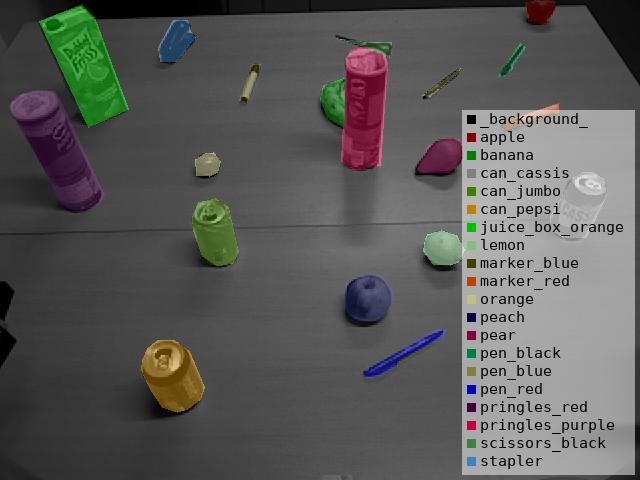 CASS
_background_
apple
banana
can_cassis
can_jumbo
can_pepsi
juice_box_orange
lemon
marker_blue
marker_red
orange
peach
pear
pen_black
pen_blue
pen_red
pringles_red
pringles_purple
scissors_black
stapler